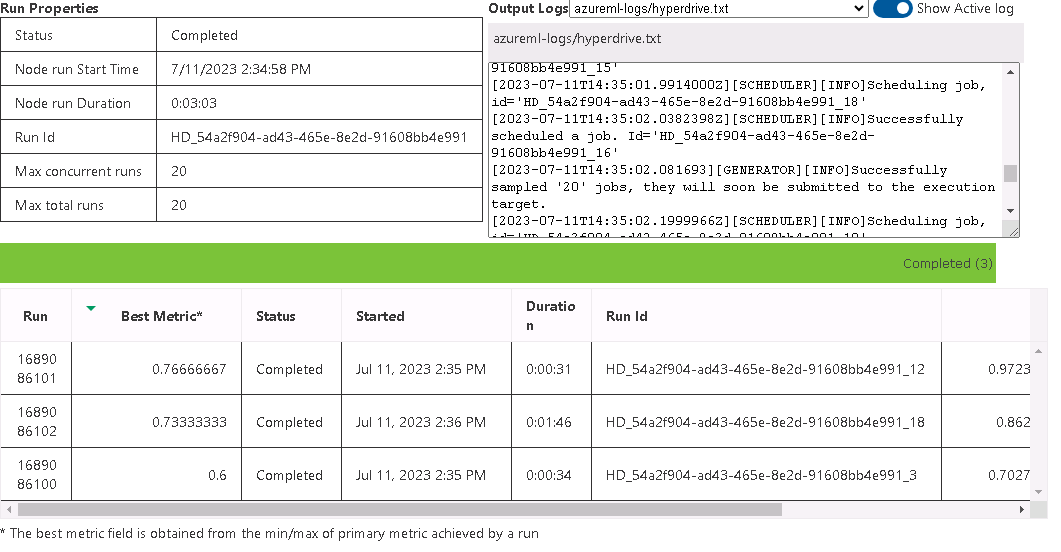 Run Properties
Status Completed
Node run Start Time 7/11/2023 2:34:58 PM
Node run Duration 0:03:03
Run Id HD_54a2f904-ad43-465e-8e2d-91608bb4e991
Max concurrent runs 20
Max total runs 20
Output Logs azureml-logs/hyperdrive.txt Show Active log
azureml-logs/hyperdrive.txt
91608bb4e991_15'
[2023-07-11T14:35:01.9914000Z][SCHEDULER][INFO]Scheduling job,
id='HD_54a2f904-ad43-465e-8e2d-91608bb4e991_18'
[2023-07-11T14:35:02.0382398Z][SCHEDULER][INFO]Successfully
scheduled a job. Id='HD_54a2f904-ad43-465e-8e2d-
91608bb4e991_16'
[2023-07-11T14:35:02.081693][GENERATOR][INFO]Successfully
sampled '20' jobs, they will soon be submitted to the execution
target.
[2023-07-11T14:35:02.1999966Z][SCHEDULER][INFO]Scheduling job,
Completed (3)
Run Best Metric* Status Started Duratio
n Run Id
16890
86101 0.76666667 Completed Jul 11, 2023 2:35 PM 0:00:31 HD_54a2f904-ad43-465e-8e2d-91608bb4e991_12 0.9723
16890
86102 0.73333333 Completed Jul 11, 2023 2:36 PM 0:01:46 HD_54a2f904-ad43-465e-8e2d-91608bb4e991_18 0.862
16890
86100 0.6 Completed Jul 11, 2023 2:35 PM 0:00:34 HD_54a2f904-ad43-465e-8e2d-91608bb4e991_3 0.7027
* The best metric field is obtained from the min/max of primary metric achieved by a run